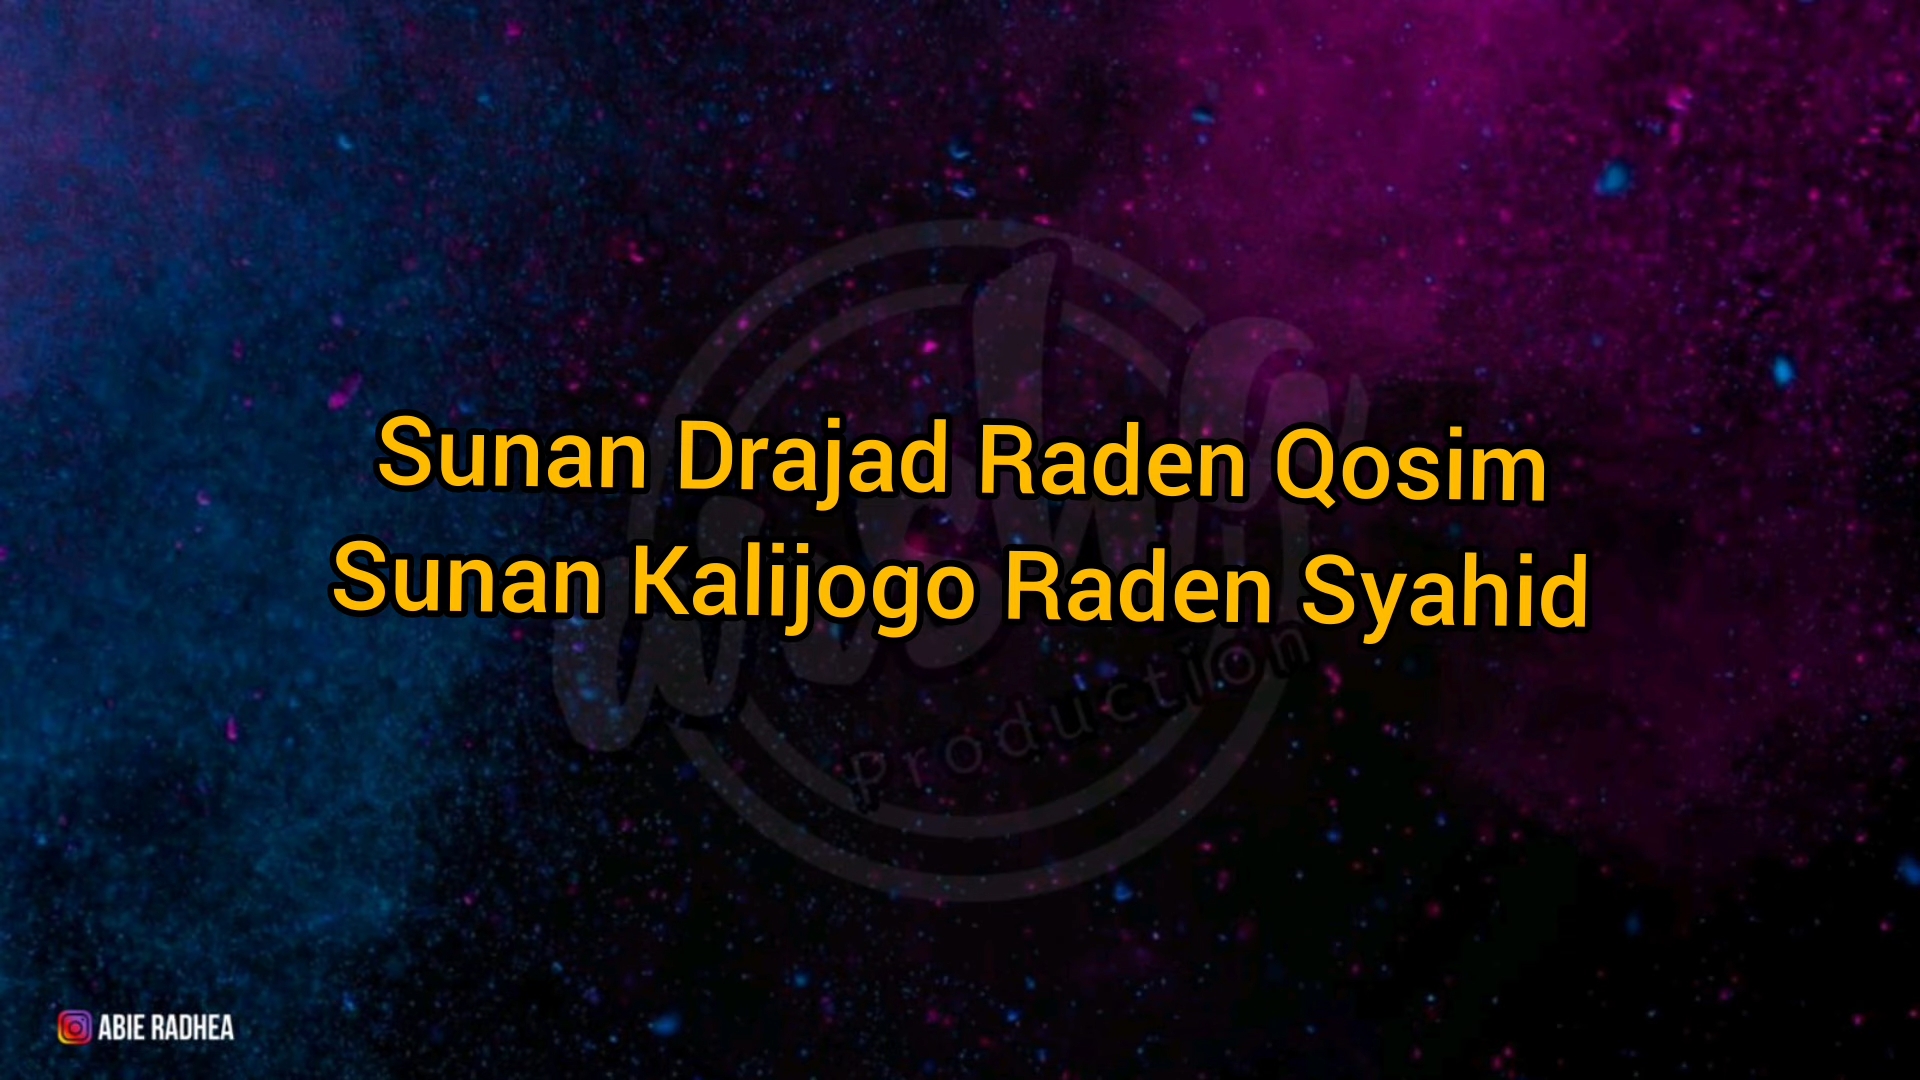 Sunan Drajad Raden Qosim
Sunan Kalijogo Raden Syahid
Production
ABIE RADHEA